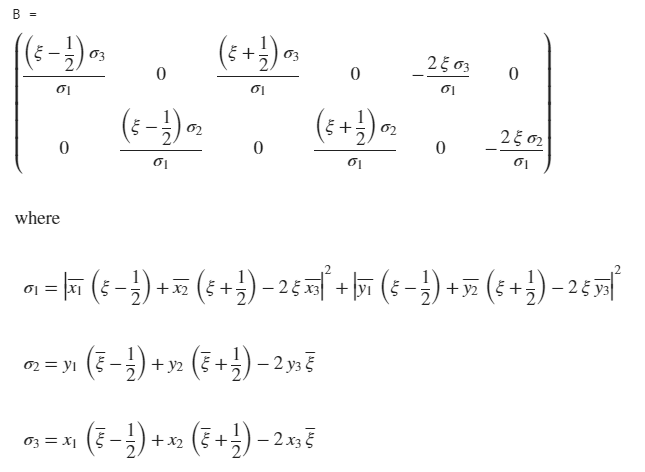 B =
( (ξ − 1/2) σ₃ / σ₁   0   (ξ + 1/2) σ₃ / σ₁   0   − 2 ξ σ₃ / σ₁   0 )
( 0   (ξ − 1/2) σ₂ / σ₁   0   (ξ + 1/2) σ₂ / σ₁   0   − 2 ξ σ₂ / σ₁ )
where
σ₁ = |x̅₁ (ξ − 1/2) + x̅₂ (ξ + 1/2) − 2 ξ x̅₃|² + |y̅₁ (ξ − 1/2) + y̅₂ (ξ + 1/2) − 2 ξ y̅₃|²
σ₂ = y₁ (ξ̅ − 1/2) + y₂ (ξ̅ + 1/2) − 2 y₃ ξ̅
σ₃ = x₁ (ξ̅ − 1/2) + x₂ (ξ̅ + 1/2) − 2 x₃ ξ̅